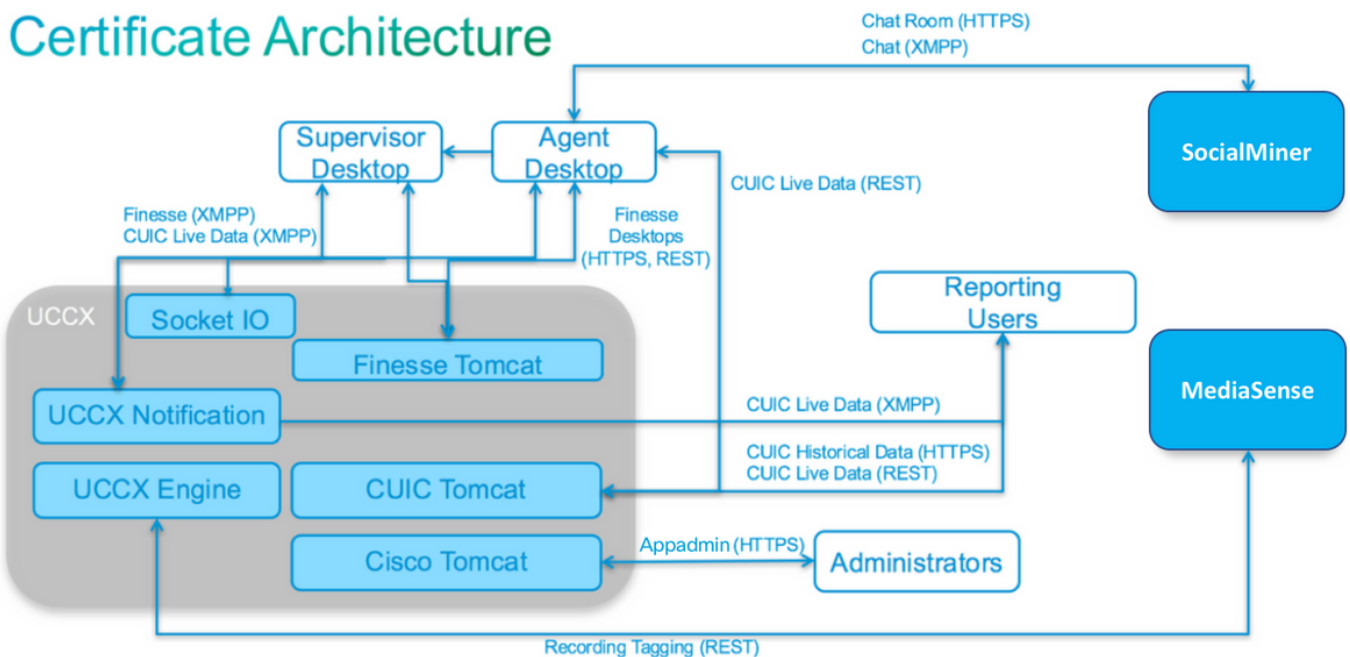 Certificate Architecture
Chat Room (HTTPS)
Chat (XMPP)
Supervisor
Desktop
Agent
Desktop
SocialMiner
CUIC Live Data (REST)
Finesse (XMPP)
CUIC Live Data (XMPP)
Finesse
Desktops
(HTTPS, REST)
Reporting
Users
UCCX
Socket IO
Finesse Tomcat
MediaSense
UCCX Notification
CUIC Live Data (XMPP)
CUIC Historical Data (HTTPS)
CUIC Live Data (REST)
UCCX Engine
CUIC Tomcat
Cisco Tomcat
Appadmin (HTTPS)
Administrators
Recording Tagging (REST)